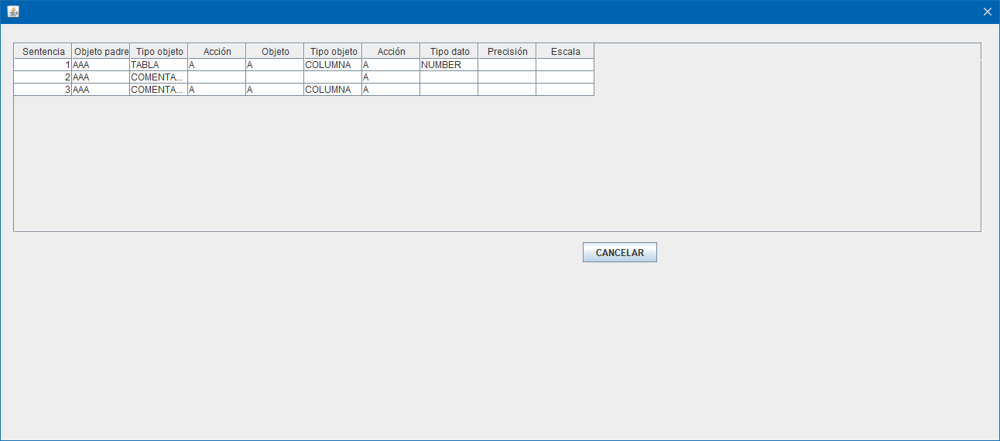 Sentencia Objeto padre Tipo objeto Acción Objeto Tipo objeto Acción Tipo dato Precisión Escala
1 AAA TABLA A A COLUMNA A NUMBER
2 AAA COMENTA... A
3 AAA COMENTA... A A COLUMNA A
CANCELAR